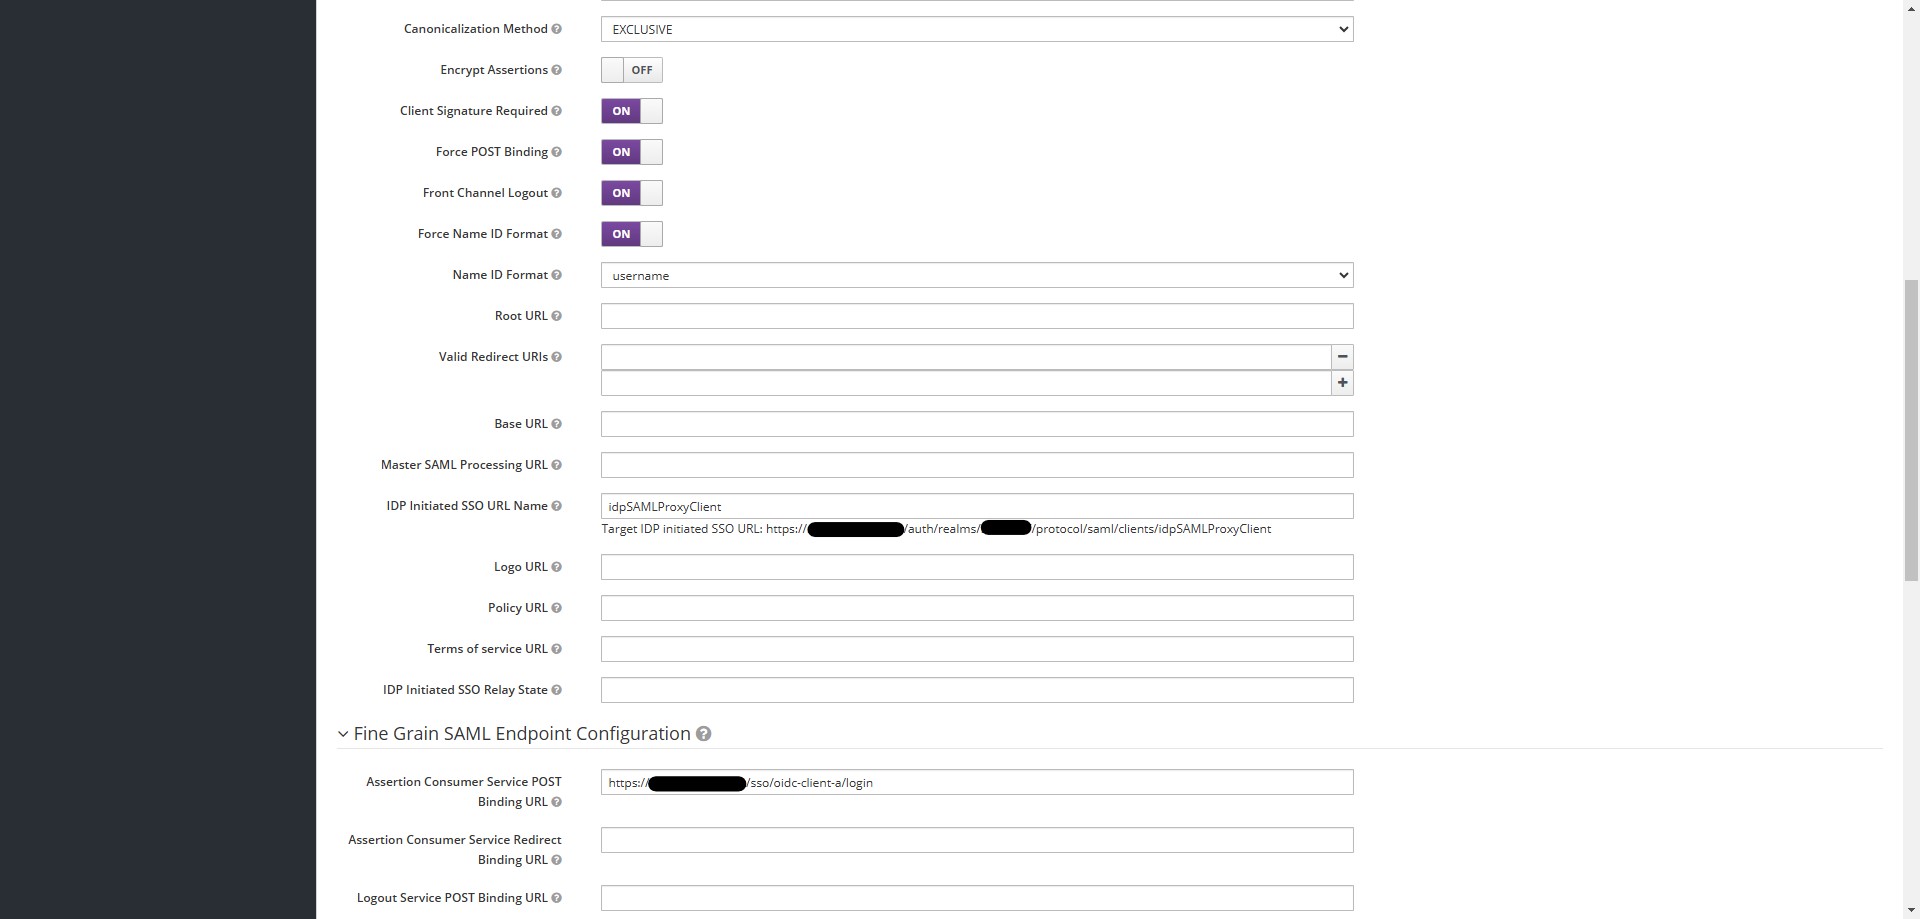 Canonicalization Method EXCLUSIVE
Encrypt Assertions OFF
Client Signature Required ON
Force POST Binding ON
Front Channel Logout ON
Force Name ID Format ON
Name ID Format username
Root URL
Valid Redirect URIs
Base URL
Master SAML Processing URL
IDP Initiated SSO URL Name idpSAMLProxyClient
Target IDP initiated SSO URL: https:// /auth/realms/ /protocol/saml/clients/idpSAMLProxyClient
Logo URL
Policy URL
Terms of service URL
IDP Initiated SSO Relay State
Fine Grain SAML Endpoint Configuration
Assertion Consumer Service POST
Binding URL
https:// /sso/oidc-client-a/login
Assertion Consumer Service Redirect
Binding URL
Logout Service POST Binding URL